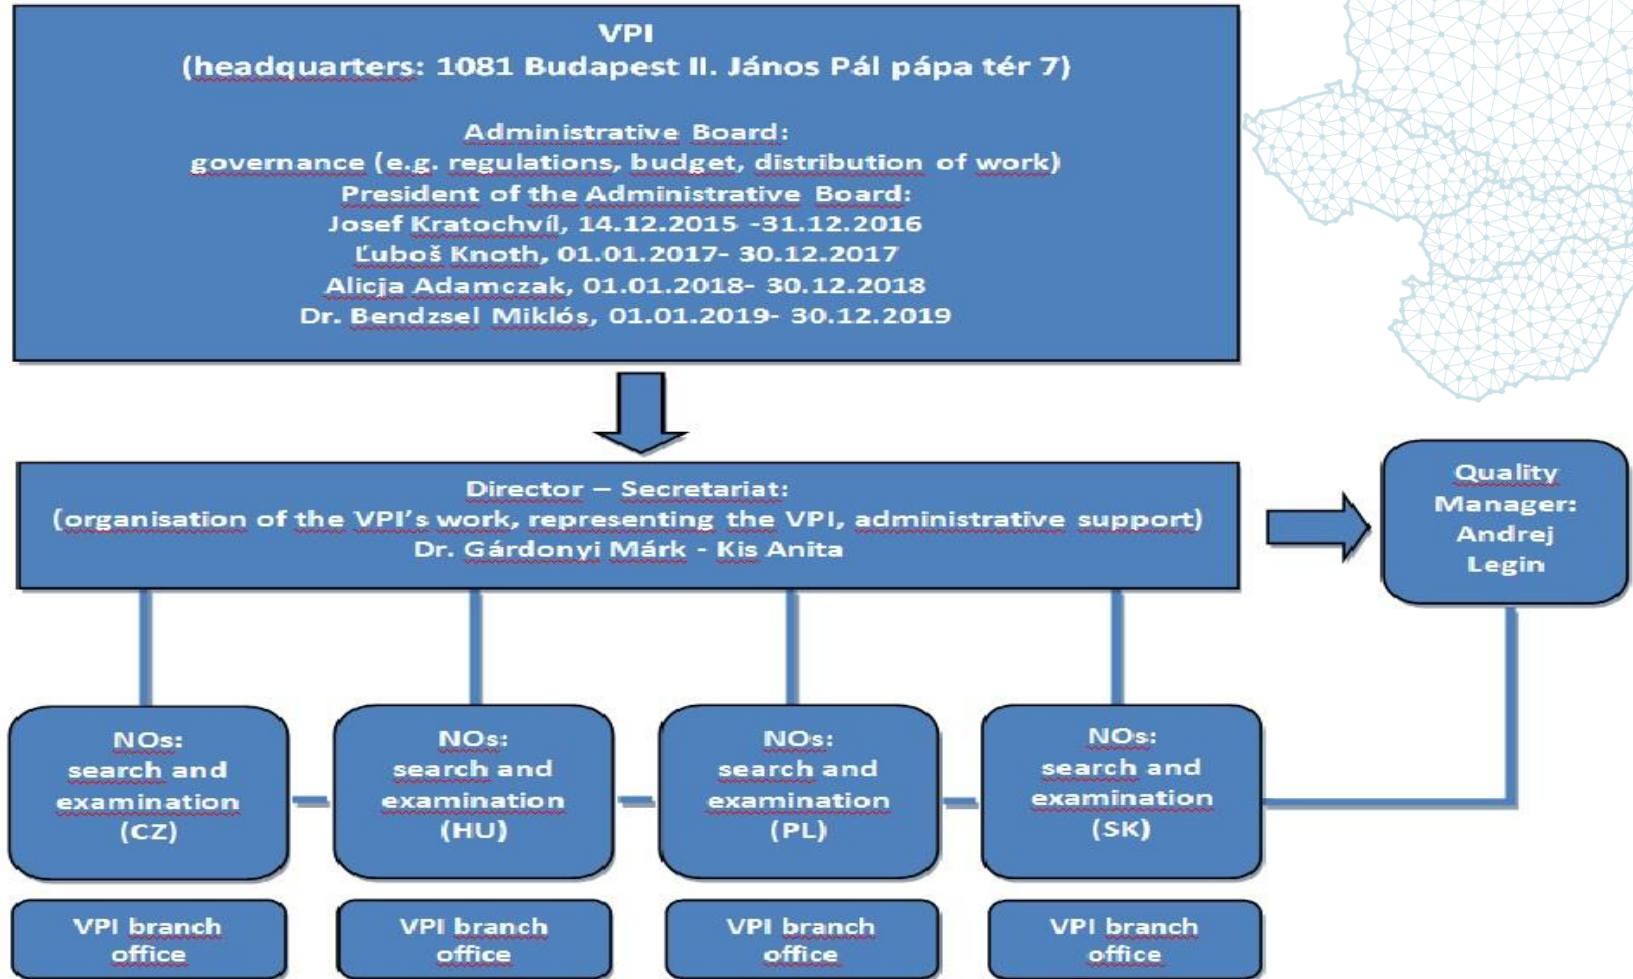 VPI
(headquarters: 1081 Budapest II. János Pál pápa tér 7)
Administrative Board:
governance (e.g. regulations, budget, distribution of work)
President of the Administrative Board:
Josef Kratochvíl, 14.12.2015 -31.12.2016
Ľuboš Knoth, 01.01.2017- 30.12.2017
Alicja Adamczak, 01.01.2018- 30.12.2018
Dr. Bendzsel Miklós, 01.01.2019- 30.12.2019
Director – Secretariat:
(organisation of the VPI’s work, representing the VPI, administrative support)
Dr. Gárdonyi Márk - Kis Anita
Quality
Manager:
Andrej
Legin
NOs:
search and
examination
(CZ)
NOs:
search and
examination
(HU)
NOs:
search and
examination
(PL)
NOs:
search and
examination
(SK)
VPI branch
office
VPI branch
office
VPI branch
office
VPI branch
office